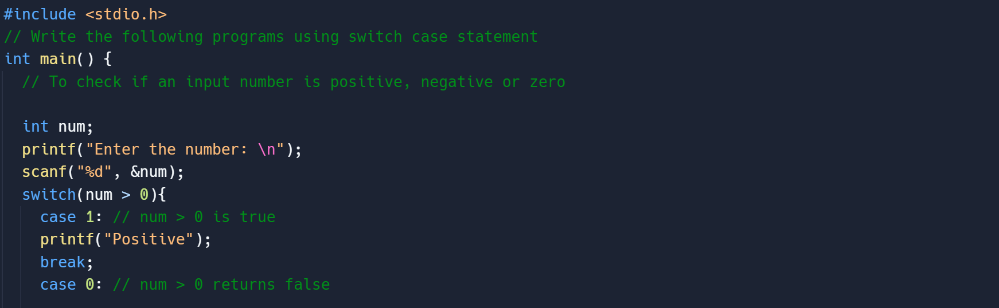 #include <stdio.h>
// Write the following programs using switch case statement
int main() {
  // To check if an input number is positive, negative or zero

  int num;
  printf("Enter the number: \n");
  scanf("%d", &num);
  switch(num > 0){
    case 1: // num > 0 is true
    printf("Positive");
    break;
    case 0: // num > 0 returns false